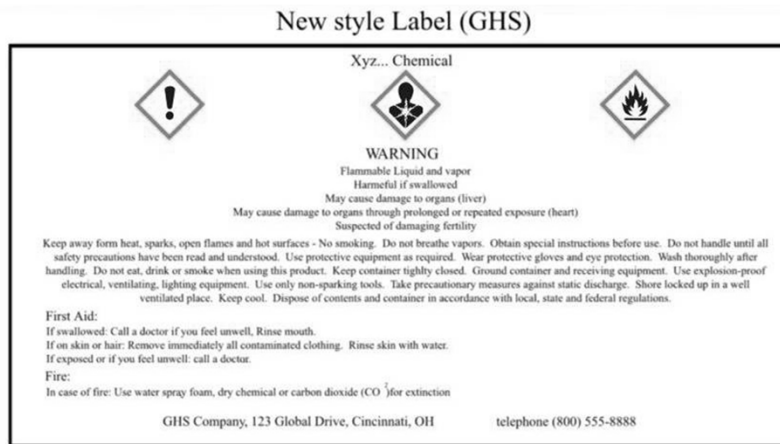 New style Label (GHS)
Xyz... Chemical
WARNING
Flammable Liquid and vapor
Harmeful if swallowed
May cause damage to organs (liver)
May cause damage to organs through prolonged or repeated exposure (heart)
Suspected of damaging fertility
Keep away form heat, sparks, open flames and hot surfaces - No smoking. Do not breathe vapors. Obtain special instructions before use. Do not handle until all
safety precautions have been read and understood. Use protective equipment as required. Wear protective gloves and eye protection. Wash thoroughly after
handling. Do not eat, drink or smoke when using this product. Keep container tighlty closed. Ground container and receiving equipment. Use explosion-proof
electrical, ventilating, lighting equipment. Use only non-sparking tools. Take precautionary measures against static discharge. Shore locked up in a well
ventilated place. Keep cool. Dispose of contents and container in accordance with local, state and federal regulations.
First Aid:
If swallowed: Call a doctor if you feel unwell, Rinse mouth.
If on skin or hair: Remove immediately all contaminated clothing. Rinse skin with water.
If exposed or if you feel unwell: call a doctor.
Fire:
In case of fire: Use water spray foam, dry chemical or carbon dioxide (CO ²)for extinction
GHS Company, 123 Global Drive, Cincinnati, OH telephone (800) 555-8888